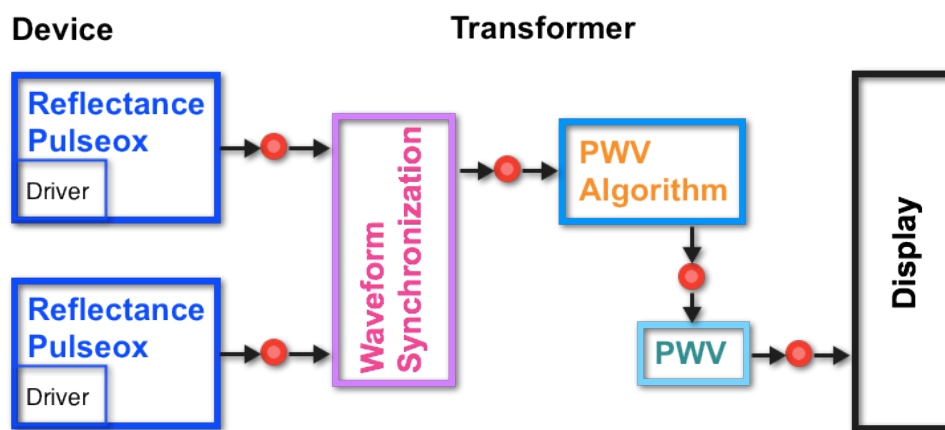 Device
Transformer
Reflectance
Pulseox
Driver
Reflectance
Pulseox
Driver
Waveform
Synchronization
PWV
Algorithm
PWV
Display